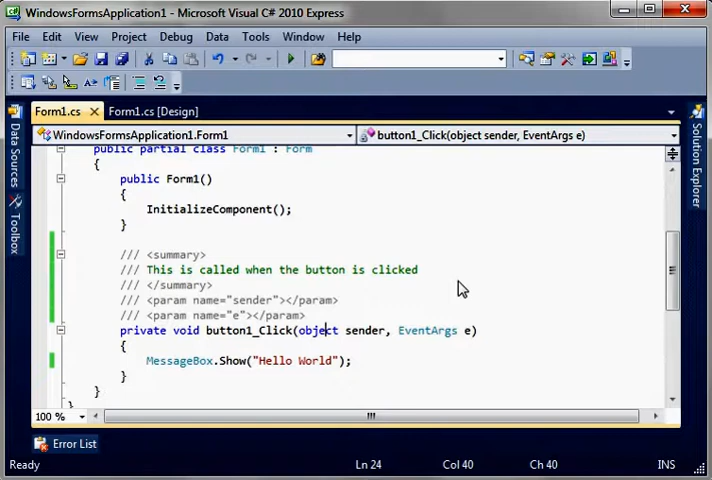 WindowsFormsApplication1 - Microsoft Visual C# 2010 Express
File Edit View Project Debug Data Tools Window Help
Form1.cs Form1.cs [Design]
WindowsFormsApplication1.Form1 button1_Click(object sender, EventArgs e)
Data Sources
Toolbox
Solution Explorer
public partial class Form1 : Form
{
public Form1()
{
InitializeComponent();
}
/// <summary>
/// This is called when the button is clicked
/// </summary>
/// <param name="sender"></param>
/// <param name="e"></param>
private void button1_Click(object sender, EventArgs e)
{
MessageBox.Show("Hello World");
}
}
}
100 %
Error List
Ready Ln 24 Col 40 Ch 40 INS